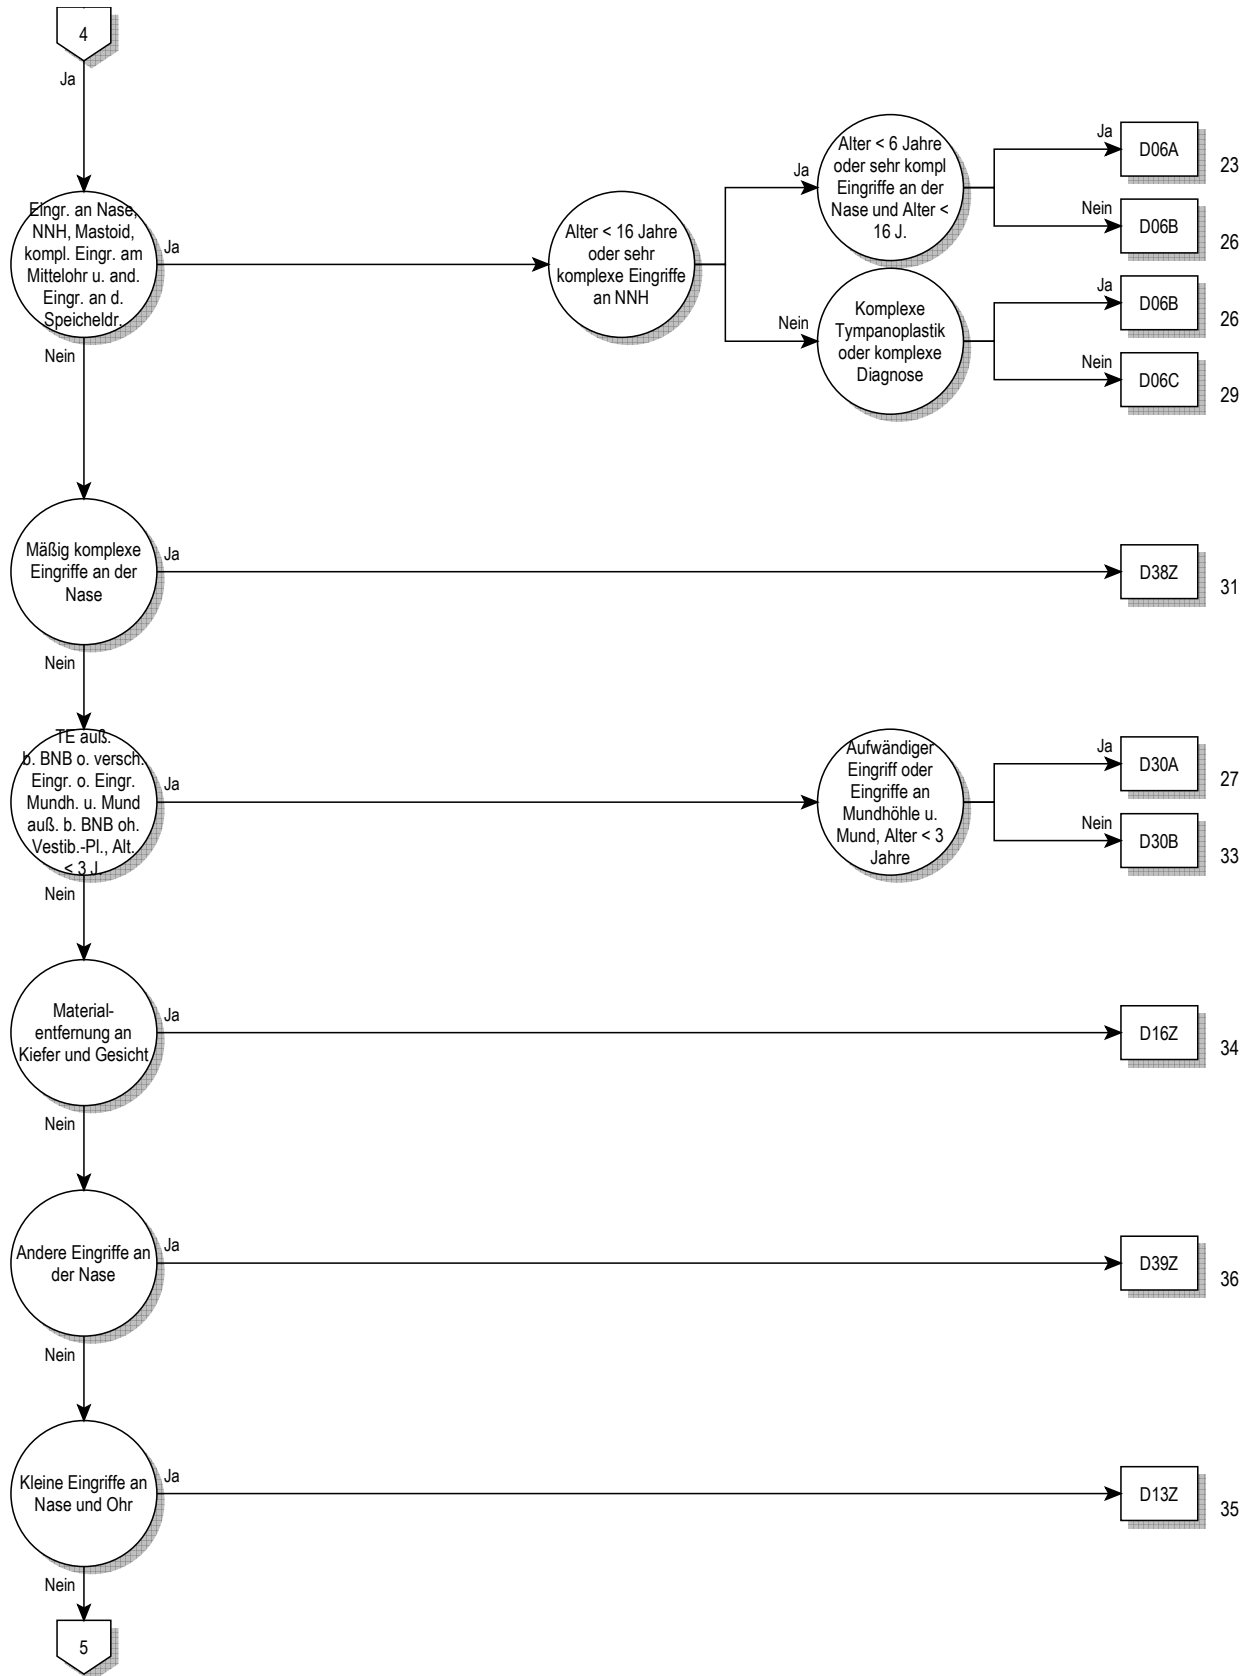 4
Ja
Eingr. an Nase,
NNH, Mastoid,
kompl. Eingr. am
Mittelohr u. and.
Eingr. an d.
Speicheldr.
Ja
Alter < 16 Jahre
oder sehr
komplexe Eingriffe
an NNH
Ja
Alter < 6 Jahre
oder sehr kompl
Eingriffe an der
Nase und Alter <
16 J.
Ja
D06A
23
Nein
D06B
26
Nein
Komplexe
Tympanoplastik
oder komplexe
Diagnose
Ja
D06B
26
Nein
D06C
29
Nein
Mäßig komplexe
Eingriffe an der
Nase
Ja
D38Z
31
Nein
TE auß.
b. BNB o. versch.
Eingr. o. Eingr.
Mundh. u. Mund
auß. b. BNB oh.
Vestib.-Pl., Alt.
< 3 J.
Ja
Aufwändiger
Eingriff oder
Eingriffe an
Mundhöhle u.
Mund, Alter < 3
Jahre
Ja
D30A
27
Nein
D30B
33
Nein
Material-
entfernung an
Kiefer und Gesicht
Ja
D16Z
34
Nein
Andere Eingriffe an
der Nase
Ja
D39Z
36
Nein
Kleine Eingriffe an
Nase und Ohr
Ja
D13Z
35
Nein
5